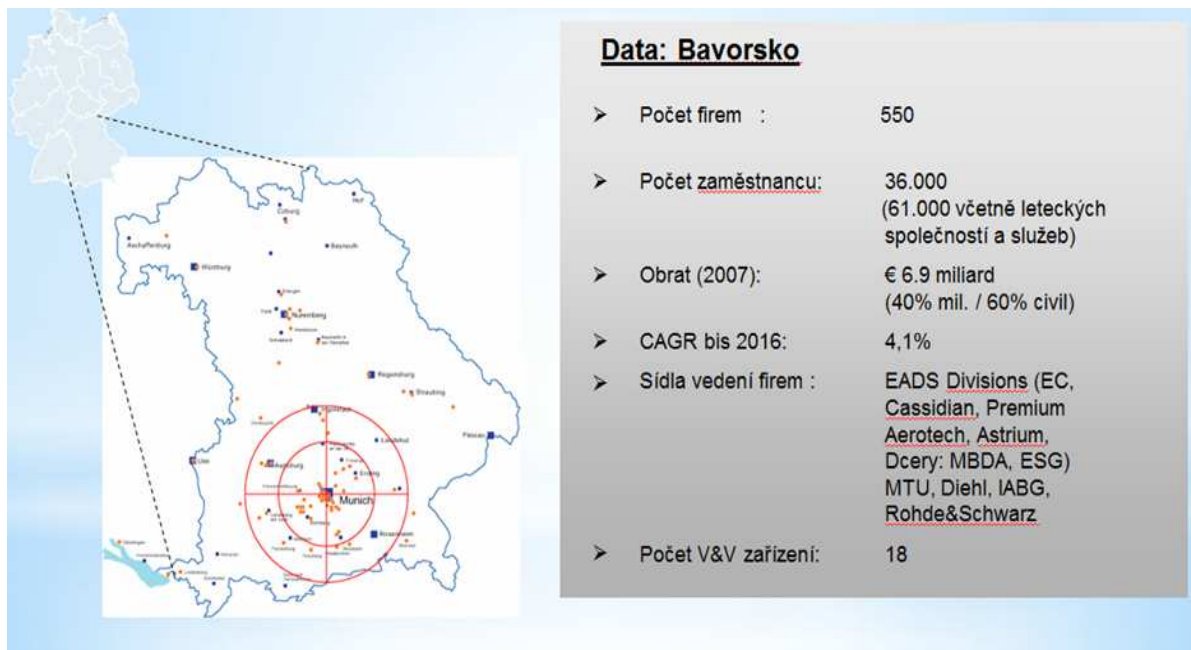 Data: Bavorsko
Počet firem : 550
Počet zaměstnancu: 36.000
(61.000 včetně leteckých
společností a služeb)
Obrat (2007): € 6.9 miliard
(40% mil. / 60% civil)
CAGR bis 2016: 4,1%
Sídla vedení firem : EADS Divisions (EC,
Cassidian, Premium
Aerotech, Astrium,
Dcery: MBDA, ESG)
MTU, Diehl, IABG,
Rohde&Schwarz
Počet V&V zařízení: 18
Hof
Coburg
Aschaffenburg
Bayreuth
Würzburg
Erlangen
Nuremberg
Regensburg
Straubing
Passau
Landshut
Ulm
Erding
Munich
Rosenheim